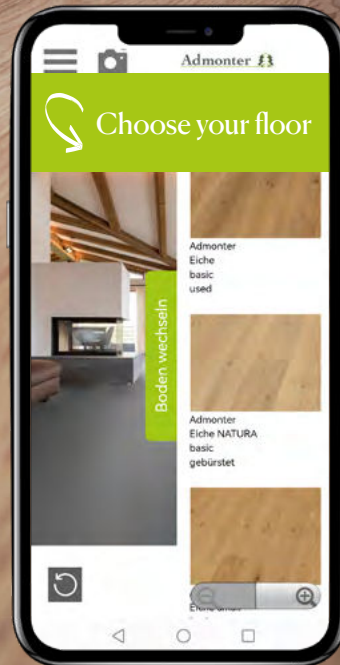 Admonter
Choose your floor
Boden wechseln
Admonter
Eiche
basic
used
Admonter
Eiche NATURA
basic
gebürstet